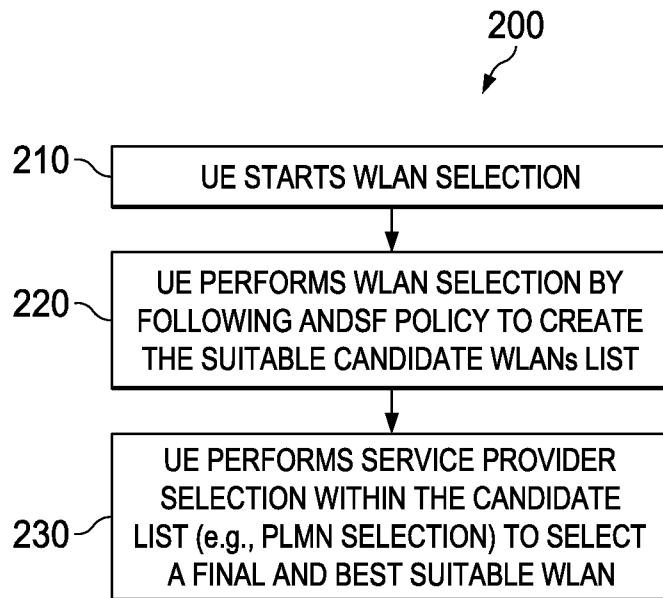 200
210
UE STARTS WLAN SELECTION
220
UE PERFORMS WLAN SELECTION BY
FOLLOWING ANDSF POLICY TO CREATE
THE SUITABLE CANDIDATE WLANs LIST
230
UE PERFORMS SERVICE PROVIDER
SELECTION WITHIN THE CANDIDATE
LIST (e.g., PLMN SELECTION) TO SELECT
A FINAL AND BEST SUITABLE WLAN